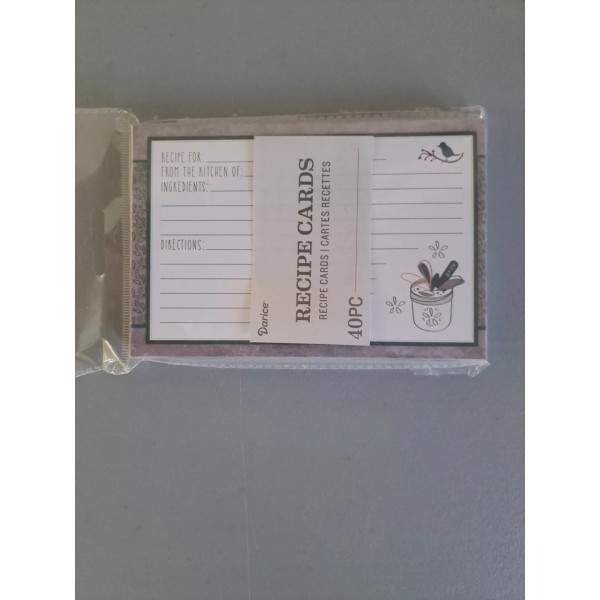 RECIPE FOR:
FROM THE KITCHEN OF:
INGREDIENTS:
DIRECTIONS:
Darice
RECIPE CARDS
RECIPE CARDS | CARTES RECETTES
40PC